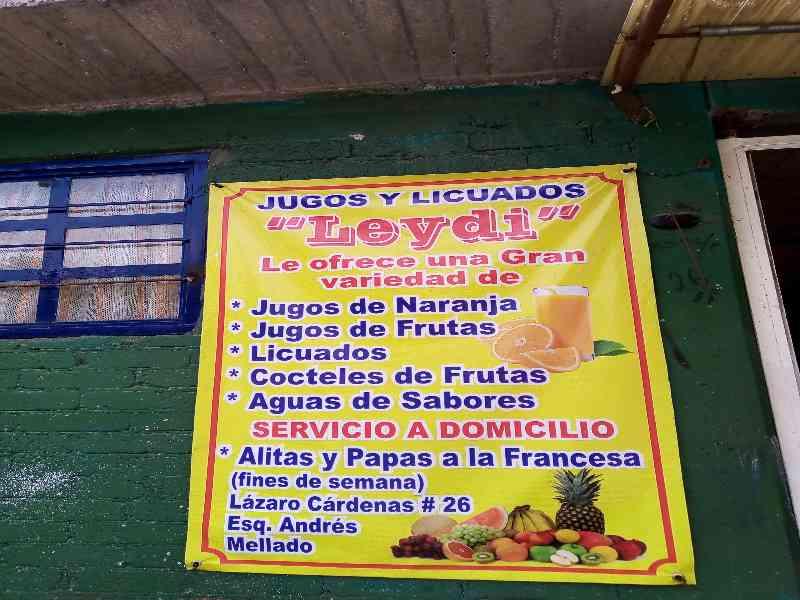 JUGOS Y LICUADOS
"Leydi"
Le ofrece una Gran
variedad de
* Jugos de Naranja
* Jugos de Frutas
* Licuados
* Cocteles de Frutas
* Aguas de Sabores
SERVICIO A DOMICILIO
* Alitas y Papas a la Francesa
(fines de semana)
Lázaro Cárdenas # 26
Esq. Andrés
Mellado